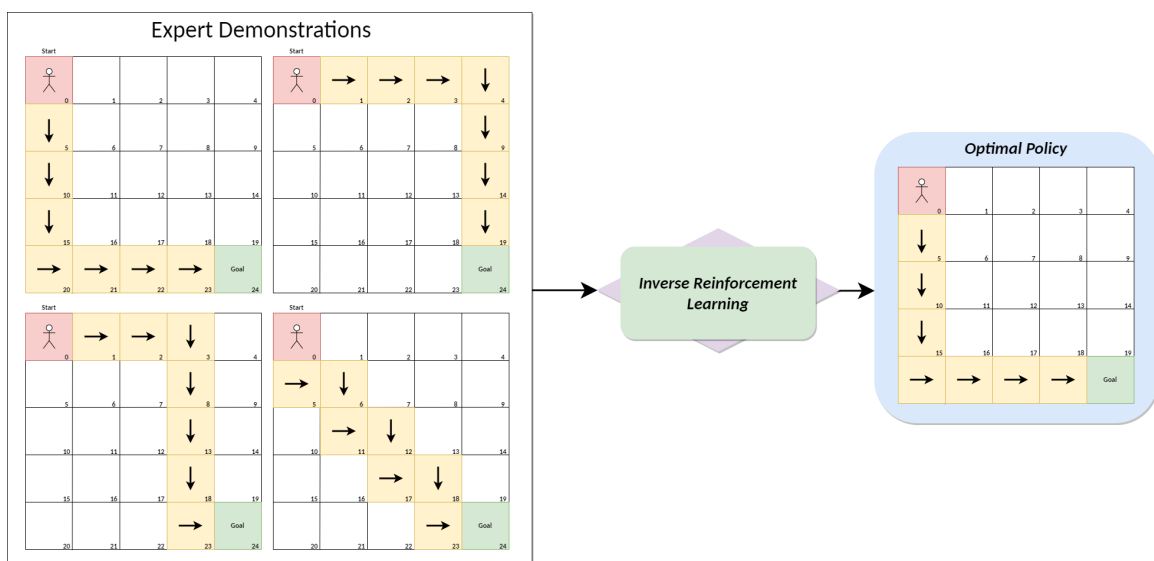 Expert Demonstrations
Start
Start
0 1 2 3 4
0 1 2 3 4
5 6 7 8 9
5 6 7 8 9
10 11 12 13 14
10 11 12 13 14
15 16 17 18 19
15 16 17 18 19
Goal
Goal
20 21 22 23 24
20 21 22 23 24
Start
Start
0 1 2 3 4
0 1 2 3 4
5 6 7 8 9
5 6 7 8 9
10 11 12 13 14
10 11 12 13 14
15 16 17 18 19
15 16 17 18 19
Goal
Goal
20 21 22 23 24
20 21 22 23 24
Inverse Reinforcement
Learning
Optimal Policy
0 1 2 3 4
5 6 7 8 9
10 11 12 13 14
15 16 17 18 19
Goal
20 21 22 23 24